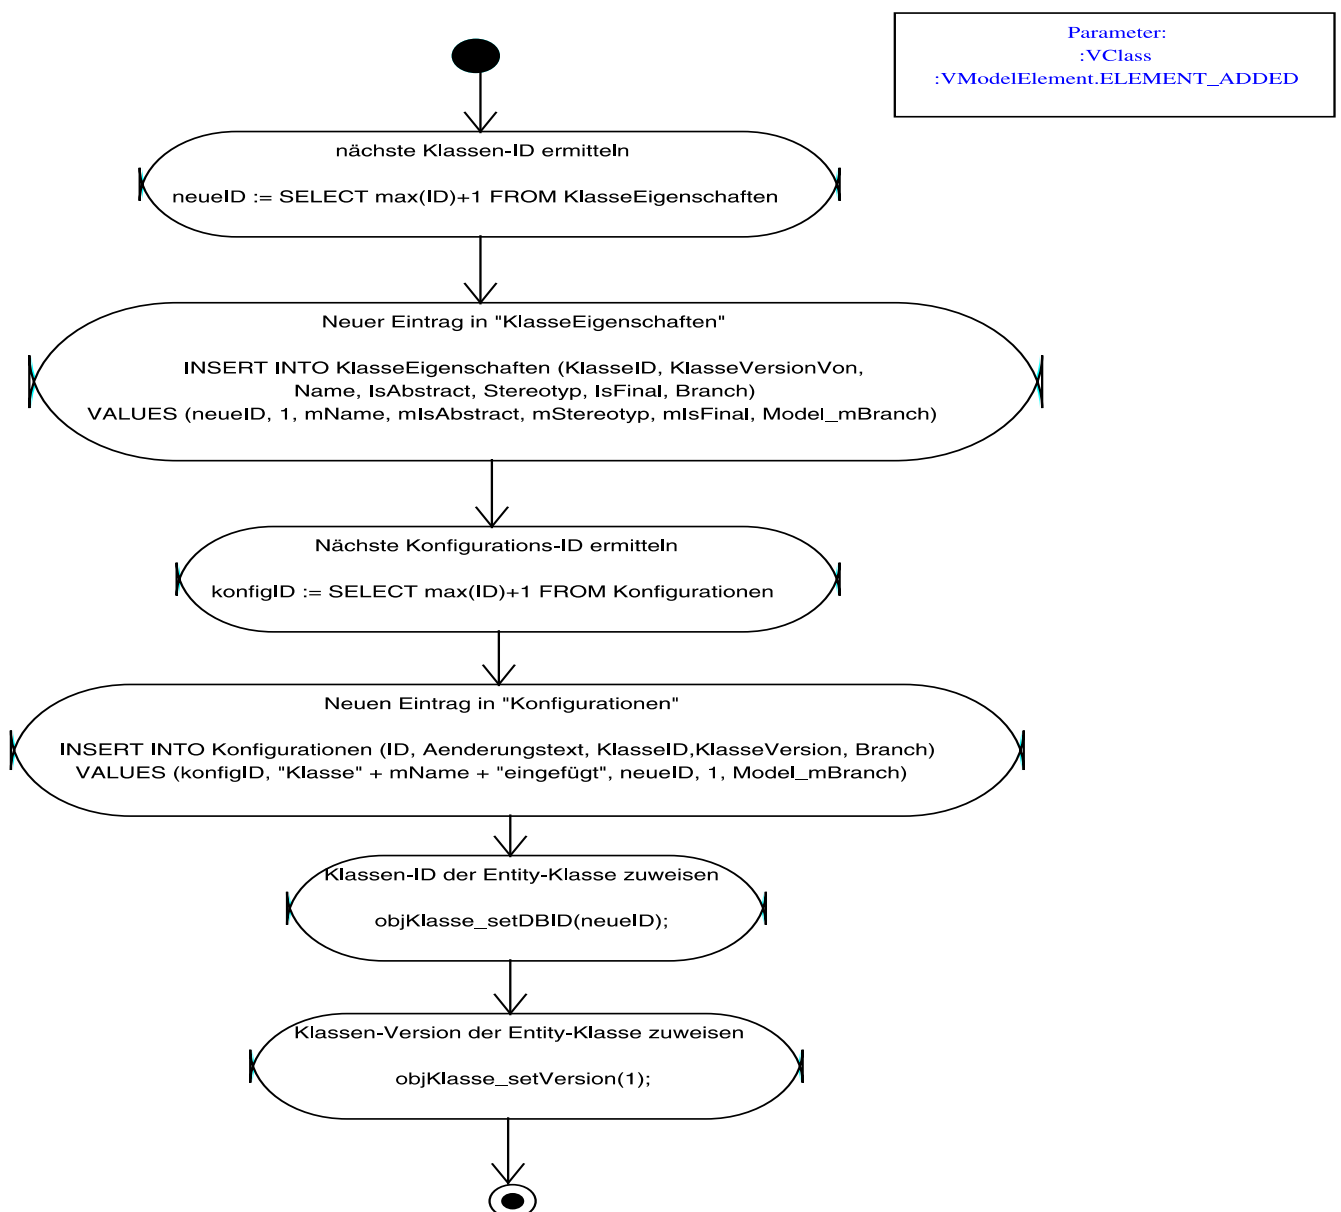 Parameter:
:VClass
:VModelElement.ELEMENT_ADDED
nächste Klassen-ID ermitteln
neueID := SELECT max(ID)+1 FROM KlasseEigenschaften
Neuer Eintrag in "KlasseEigenschaften"
INSERT INTO KlasseEigenschaften (KlasseID, KlasseVersionVon,
Name, IsAbstract, Stereotyp, IsFinal, Branch)
VALUES (neueID, 1, mName, mIsAbstract, mStereotyp, mIsFinal, Model_mBranch)
Nächste Konfigurations-ID ermitteln
konfigID := SELECT max(ID)+1 FROM Konfigurationen
Neuen Eintrag in "Konfigurationen"
INSERT INTO Konfigurationen (ID, Aenderungstext, KlasseID,KlasseVersion, Branch)
VALUES (konfigID, "Klasse" + mName + "eingefügt", neueID, 1, Model_mBranch)
Klassen-ID der Entity-Klasse zuweisen
objKlasse_setDBID(neueID);
Klassen-Version der Entity-Klasse zuweisen
objKlasse_setVersion(1);